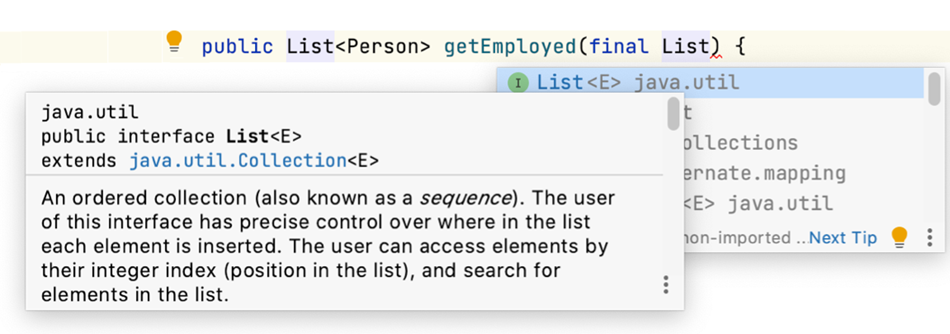 public List<Person> getEmployed(final List) {
I List<E> java.util
java.util
public interface List<E>
extends java.util.Collection<E>
An ordered collection (also known as a sequence). The user
of this interface has precise control over where in the list
each element is inserted. The user can access elements by
their integer index (position in the list), and search for
elements in the list.
t
ollections
ernate.mapping
<E> java.util
non-imported ... Next Tip